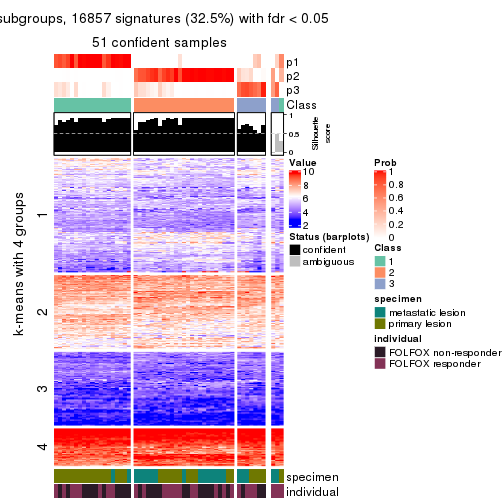 subgroups, 16857 signatures (32.5%) with fdr < 0.05
51 confident samples
p1
p2
p3
Class
1
0.5
0
Silhouette
score
k-means with 4 groups
1
2
3
4
specimen
individual
Value
10
8
6
4
2
Status (barplots)
confident
ambiguous
Prob
1
0.8
0.6
0.4
0.2
0
Class
1
2
3
specimen
metastatic lesion
primary lesion
individual
FOLFOX non-responder
FOLFOX responder